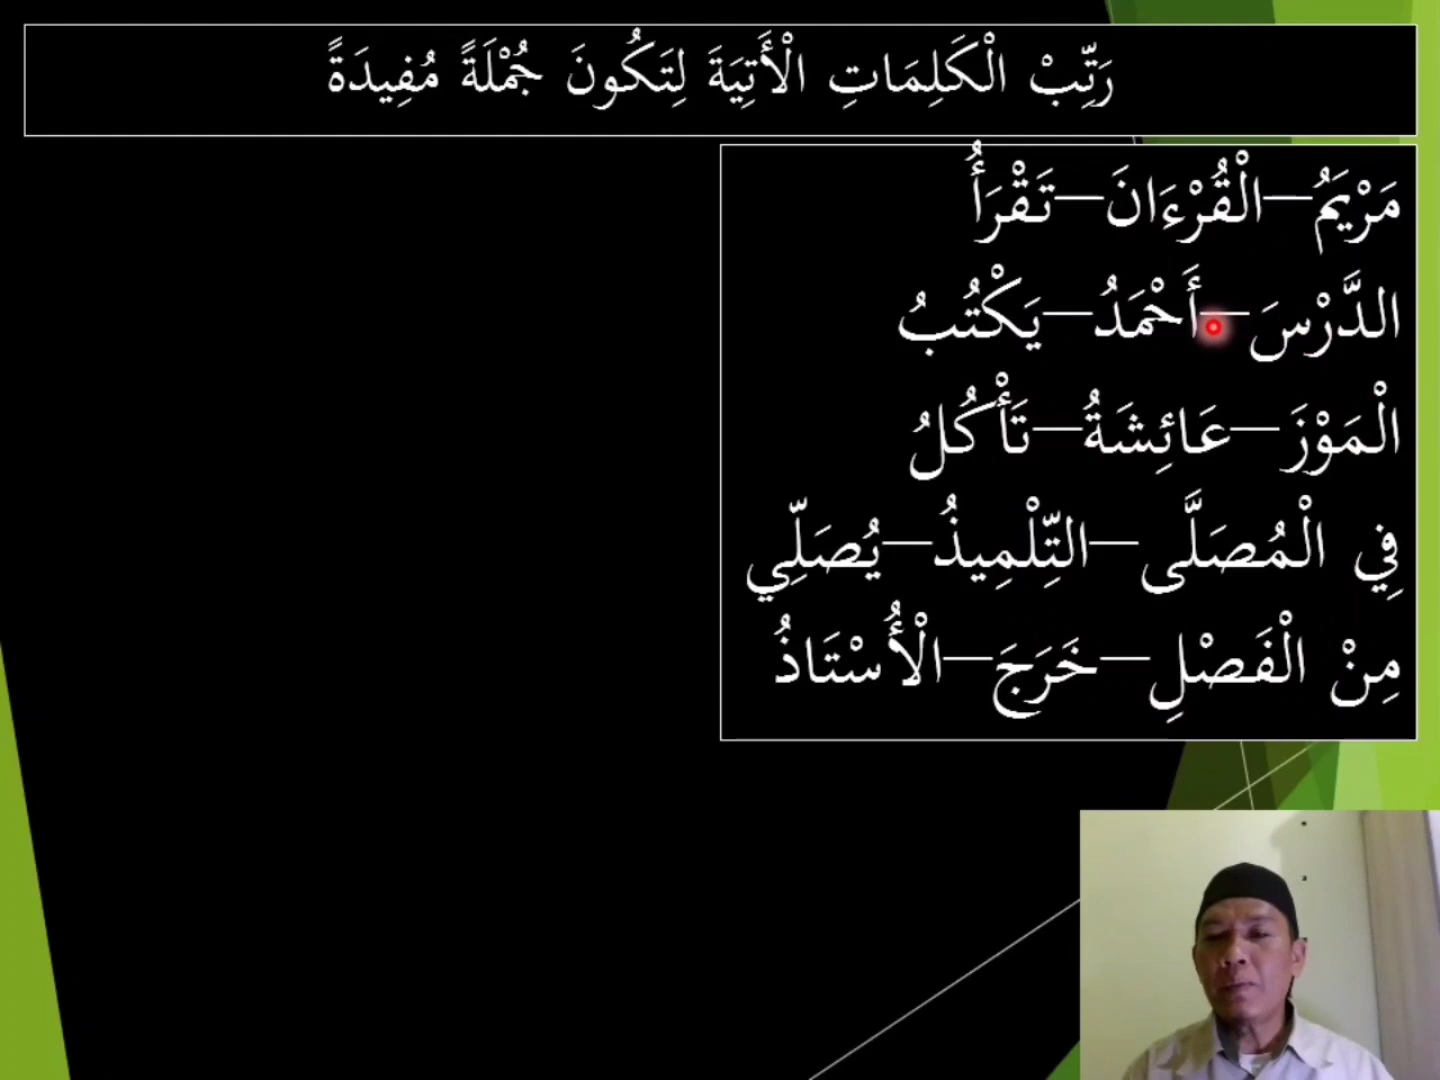 رَتِّبْ الْكَلِمَاتِ الْأَتِيَةَ لِتَكُونَ جُمْلَةً مُفِيدَةً
مَرْيَمُ—الْقُرْءَانَ—تَقْرَأُ
الدَّرْسَ—أَحْمَدُ—يَكْتُبُ
الْمَوْزَ—عَائِشَةُ—تَأْكُلُ
فِي الْمُصَلَّى—التِّلْمِيذُ—يُصَلِّي
مِنْ الْفَصْلِ—خَرَجَ—الْأُسْتَاذُ